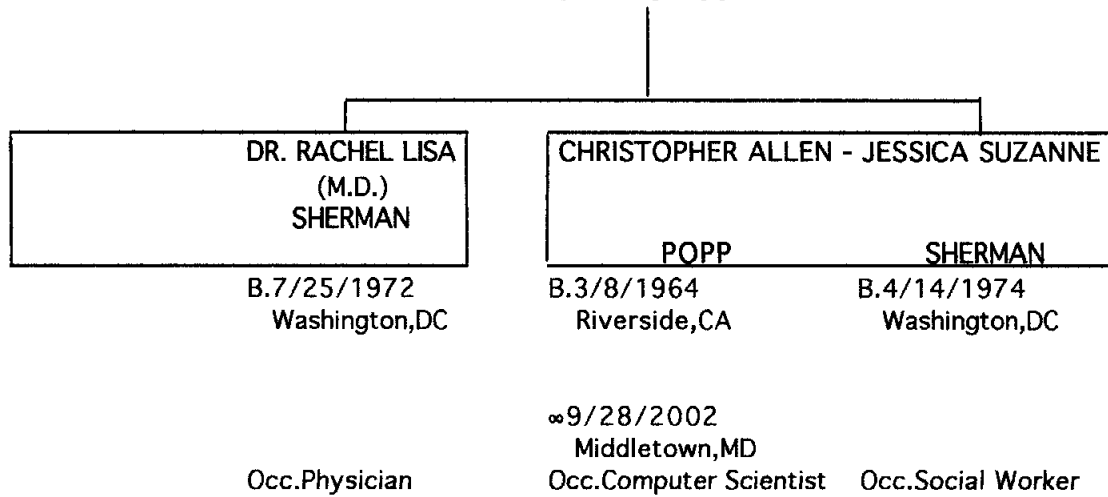 DR. RACHEL LISA
(M.D.)
SHERMAN
B.7/25/1972
Washington,DC
Occ.Physician
CHRISTOPHER ALLEN - JESSICA SUZANNE
POPP SHERMAN
B.3/8/1964 B.4/14/1974
Riverside,CA Washington,DC
∞9/28/2002
Middletown,MD
Occ.Computer Scientist Occ.Social Worker